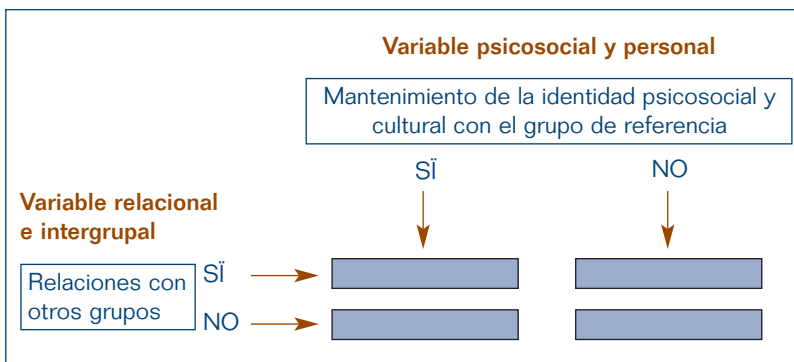 Variable psicosocial y personal
Mantenimiento de la identidad psicosocial y
cultural con el grupo de referencia
SÏ
NO
Variable relacional
e intergrupal
Relaciones con
otros grupos
SÏ
NO